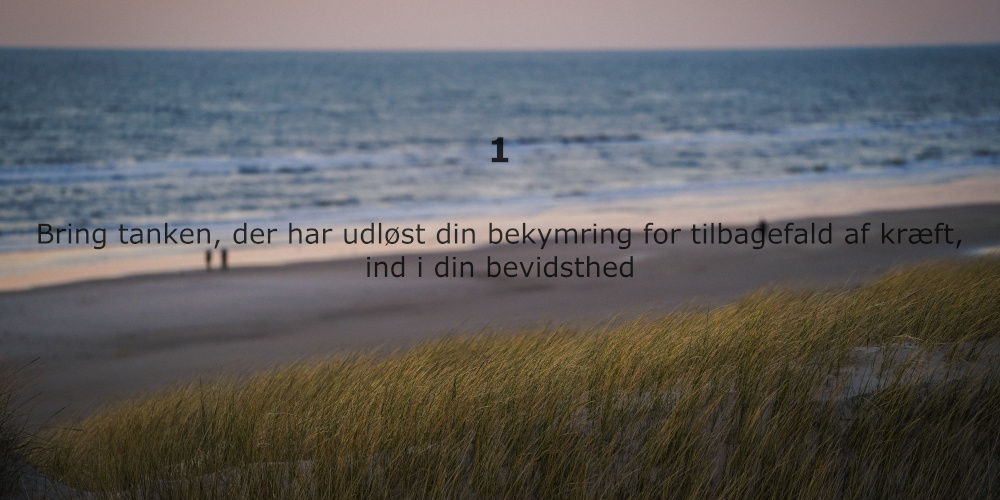 1
Bring tanken, der har udløst din bekymring for tilbagefald af kræft,
ind i din bevidsthed